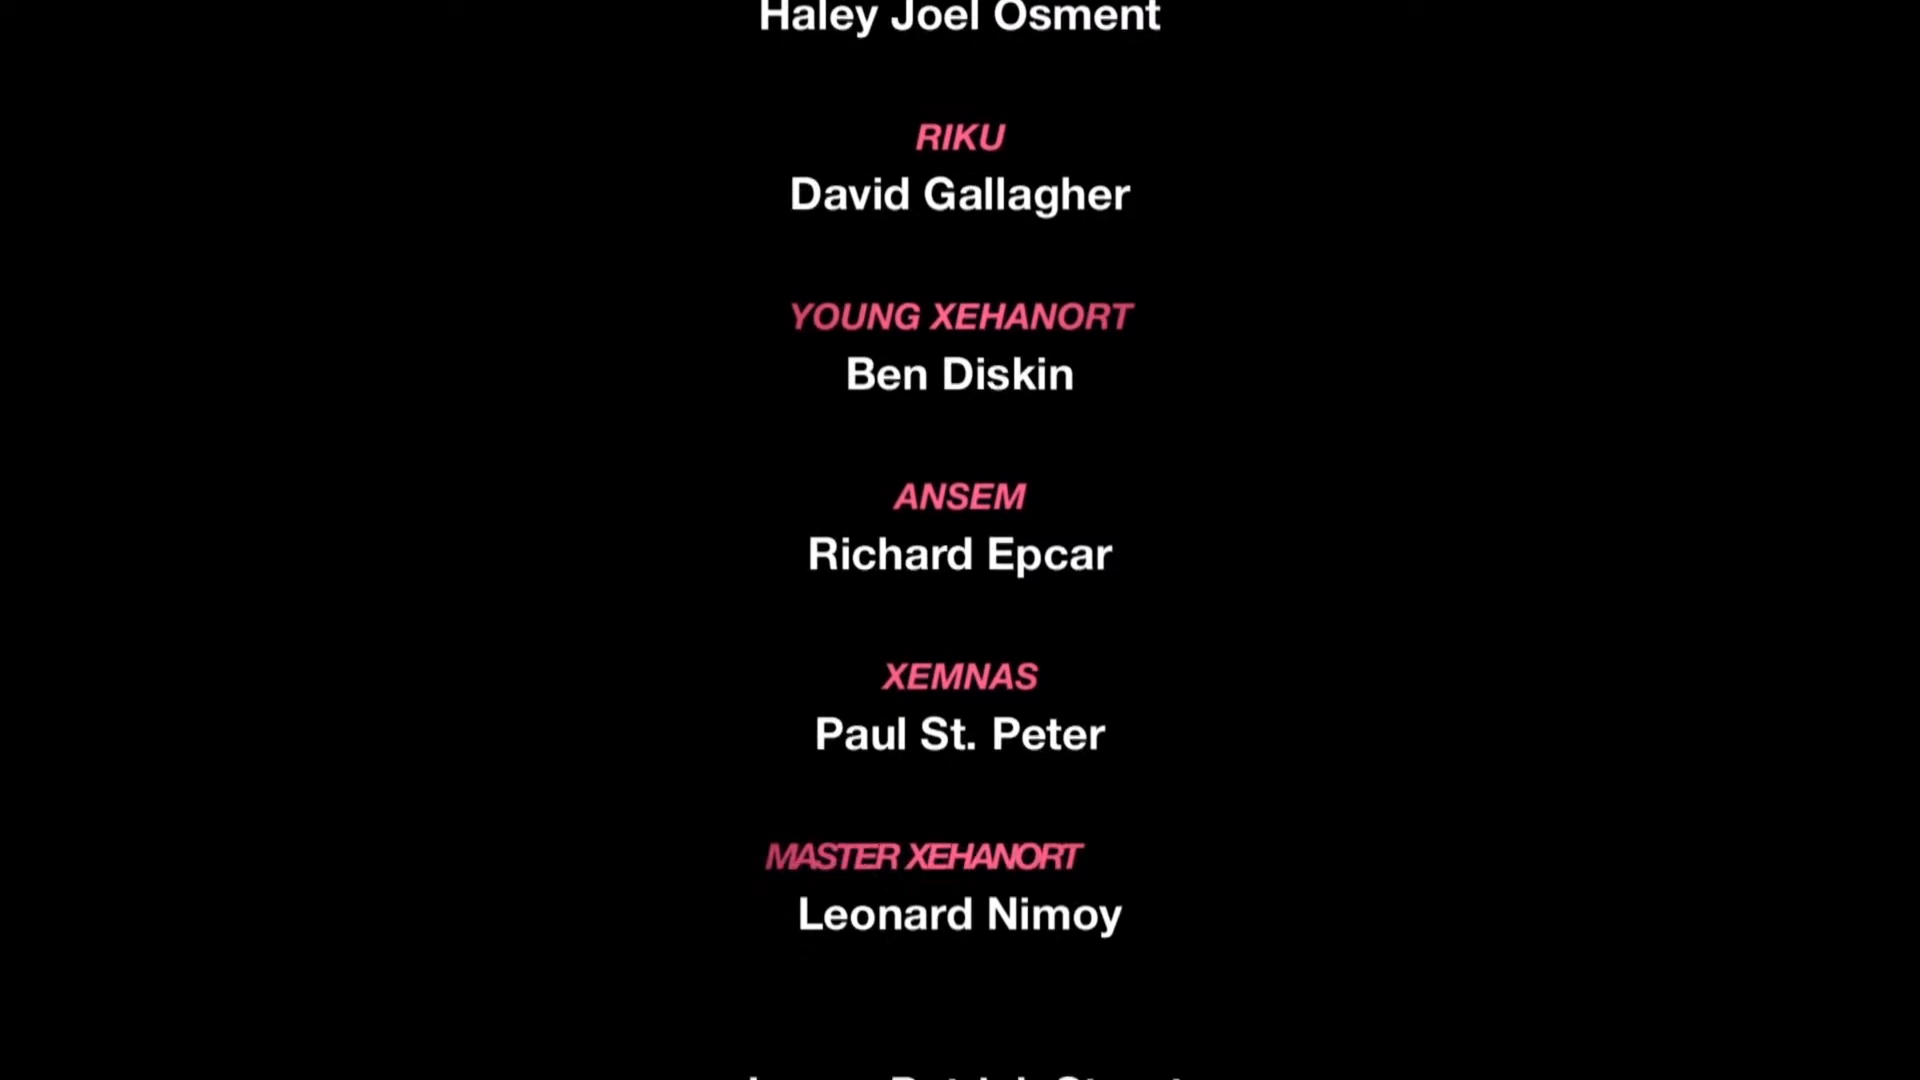 Haley Joel Osment
RIKU
David Gallagher
YOUNG XEHANORT
Ben Diskin
ANSEM
Richard Epcar
XEMNAS
Paul St. Peter
MASTER XEHANORT
Leonard Nimoy